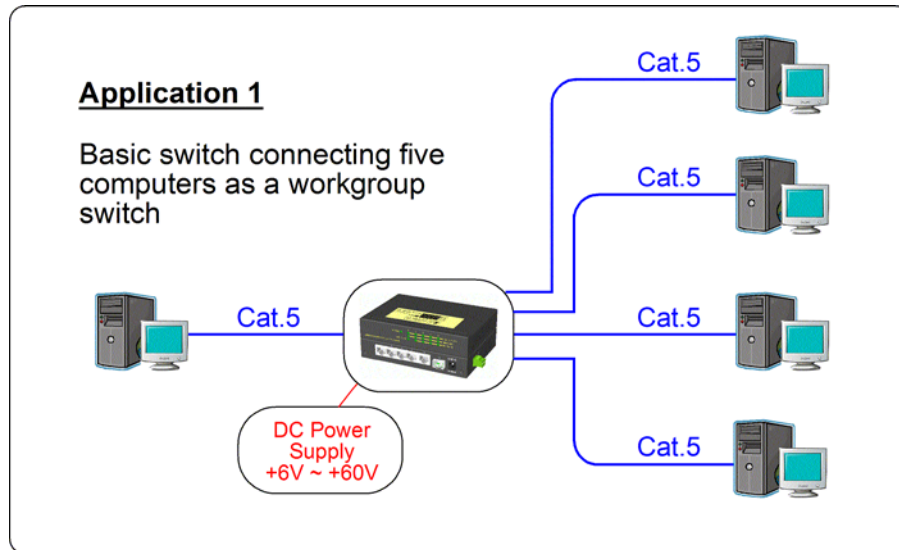 Application 1
Basic switch connecting five
computers as a workgroup
switch
Cat.5
Cat.5
Cat.5
Cat.5
Cat.5
DC Power
Supply
+6V ~ +60V